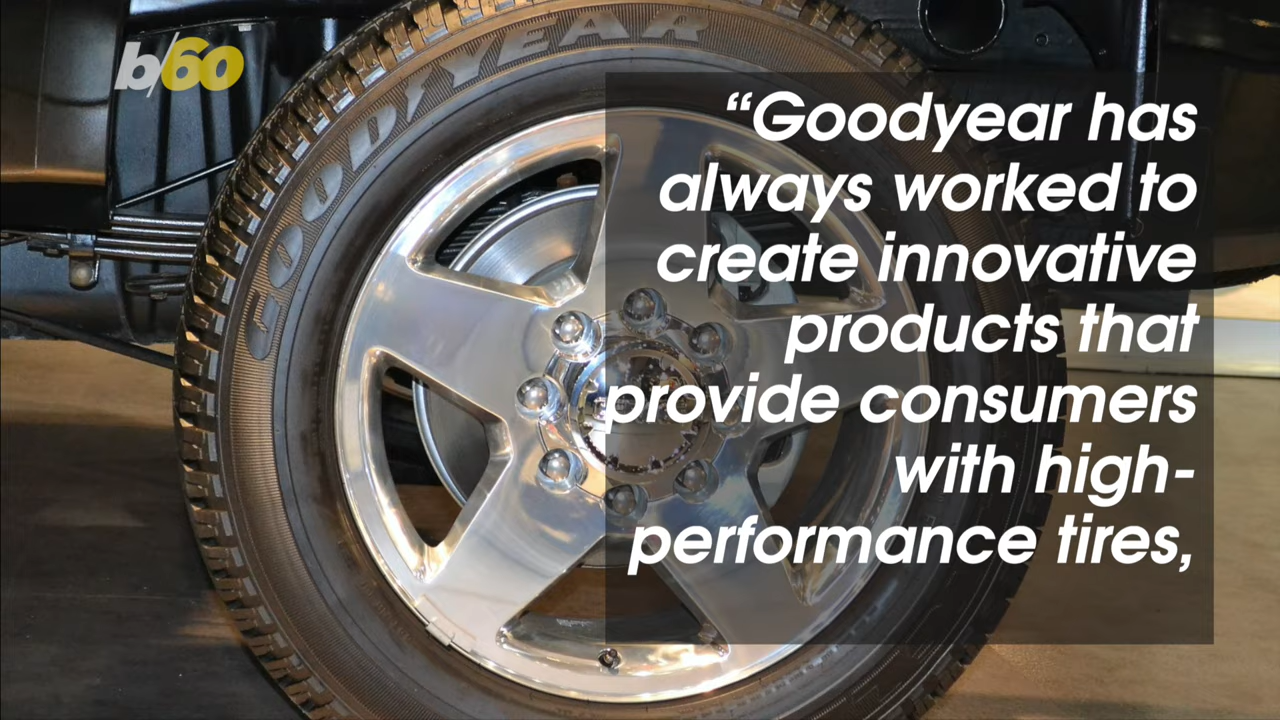 b/60
GOODYEAR
“Goodyear has
always worked to
create innovative
products that
provide consumers
with high-
performance tires,